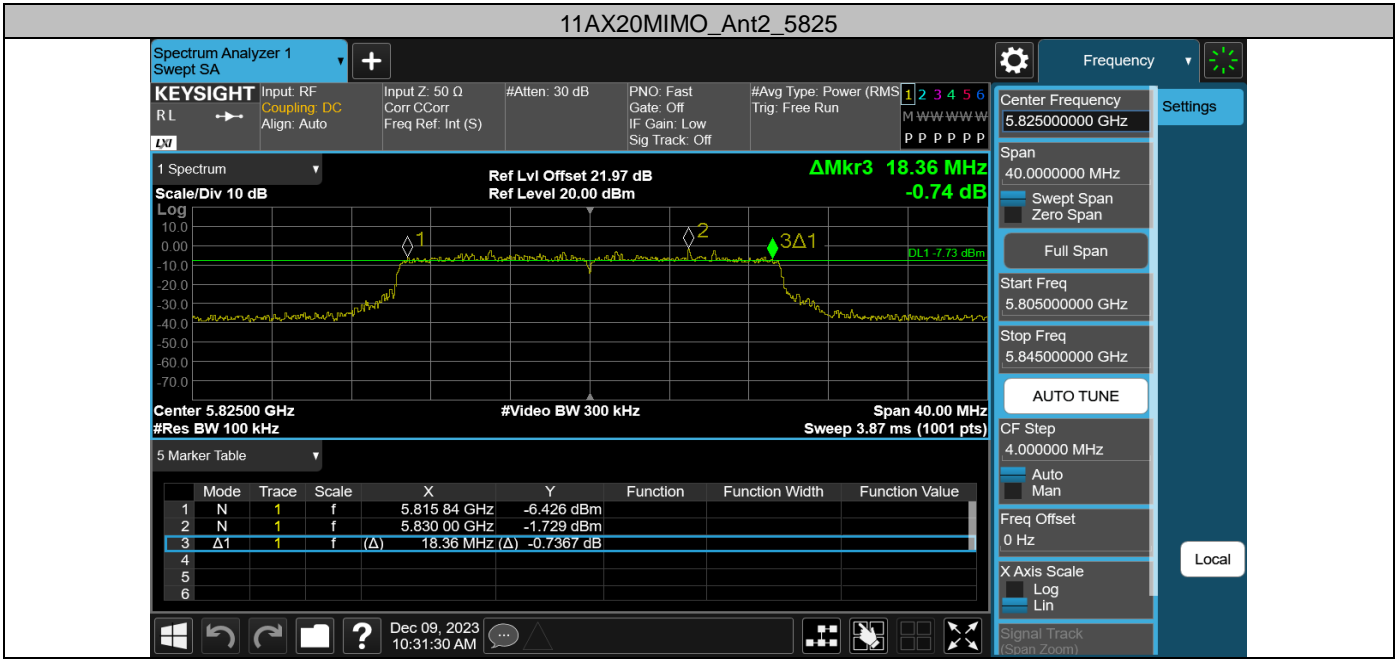 11AX20MIMO_Ant2_5825
Spectrum Analyzer 1
Swept SA
Frequency
KEYSIGHT
RL
LXI
Input: RF
Coupling: DC
Align: Auto
Input Z: 50 Ω
Corr CCorr
Freq Ref: Int (S)
#Atten: 30 dB
PNO: Fast
Gate: Off
IF Gain: Low
Sig Track: Off
#Avg Type: Power (RMS
Trig: Free Run
1 2 3 4 5 6
M W W W W W
P P P P P P
1 Spectrum
Scale/Div 10 dB
Ref Lvl Offset 21.97 dB
Ref Level 20.00 dBm
ΔMkr3 18.36 MHz
-0.74 dB
Log
10.0
0.00
-10.0
-20.0
-30.0
-40.0
-50.0
-60.0
-70.0
1
2
3Δ1
DL1 -7.73 dBm
Center 5.82500 GHz
#Video BW 300 kHz
Span 40.00 MHz
#Res BW 100 kHz
Sweep 3.87 ms (1001 pts)
5 Marker Table
Mode Trace Scale X Y Function Function Width Function Value
1 N 1 f 5.815 84 GHz -6.426 dBm
2 N 1 f 5.830 00 GHz -1.729 dBm
3 Δ1 1 f (Δ) 18.36 MHz (Δ) -0.7367 dB
4
5
6
?
Dec 09, 2023
10:31:30 AM
Center Frequency
5.825000000 GHz
Settings
Span
40.0000000 MHz
Swept Span
Zero Span
Full Span
Start Freq
5.805000000 GHz
Stop Freq
5.845000000 GHz
AUTO TUNE
CF Step
4.000000 MHz
Auto
Man
Freq Offset
0 Hz
X Axis Scale
Log
Lin
Local
Signal Track
(Span Zoom)